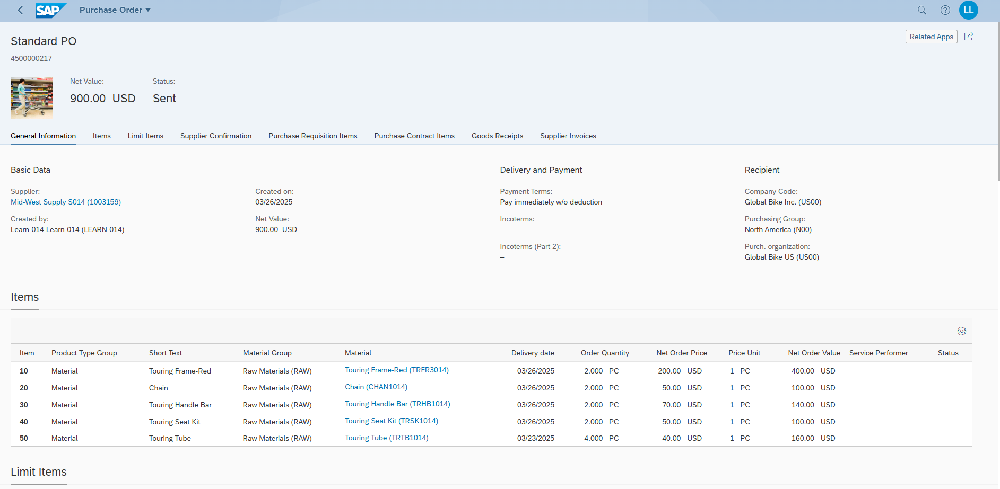 SAP Purchase Order
LL
Standard PO
Related Apps
4500000217
Net Value: Status:
900.00 USD Sent
General Information Items Limit Items Supplier Confirmation Purchase Requisition Items Purchase Contract Items Goods Receipts Supplier Invoices
Basic Data Delivery and Payment Recipient
Supplier: Created on: Payment Terms: Company Code:
Mid-West Supply S014 (1003159) 03/26/2025 Pay immediately w/o deduction Global Bike Inc. (US00)
Created by: Net Value: Incoterms: Purchasing Group:
Learn-014 Learn-014 (LEARN-014) 900.00 USD – North America (N00)
Incoterms (Part 2): Purch. organization:
– Global Bike US (US00)
Items
Item Product Type Group Short Text Material Group Material Delivery date Order Quantity Net Order Price Price Unit Net Order Value Service Performer Status
10 Material Touring Frame-Red Raw Materials (RAW) Touring Frame-Red (TRFR3014) 03/26/2025 2.000 PC 200.00 USD 1 PC 400.00 USD
20 Material Chain Raw Materials (RAW) Chain (CHAN1014) 03/26/2025 2.000 PC 50.00 USD 1 PC 100.00 USD
30 Material Touring Handle Bar Raw Materials (RAW) Touring Handle Bar (TRHB1014) 03/26/2025 2.000 PC 70.00 USD 1 PC 140.00 USD
40 Material Touring Seat Kit Raw Materials (RAW) Touring Seat Kit (TRSK1014) 03/26/2025 2.000 PC 50.00 USD 1 PC 100.00 USD
50 Material Touring Tube Raw Materials (RAW) Touring Tube (TRTB1014) 03/23/2025 4.000 PC 40.00 USD 1 PC 160.00 USD
Limit Items